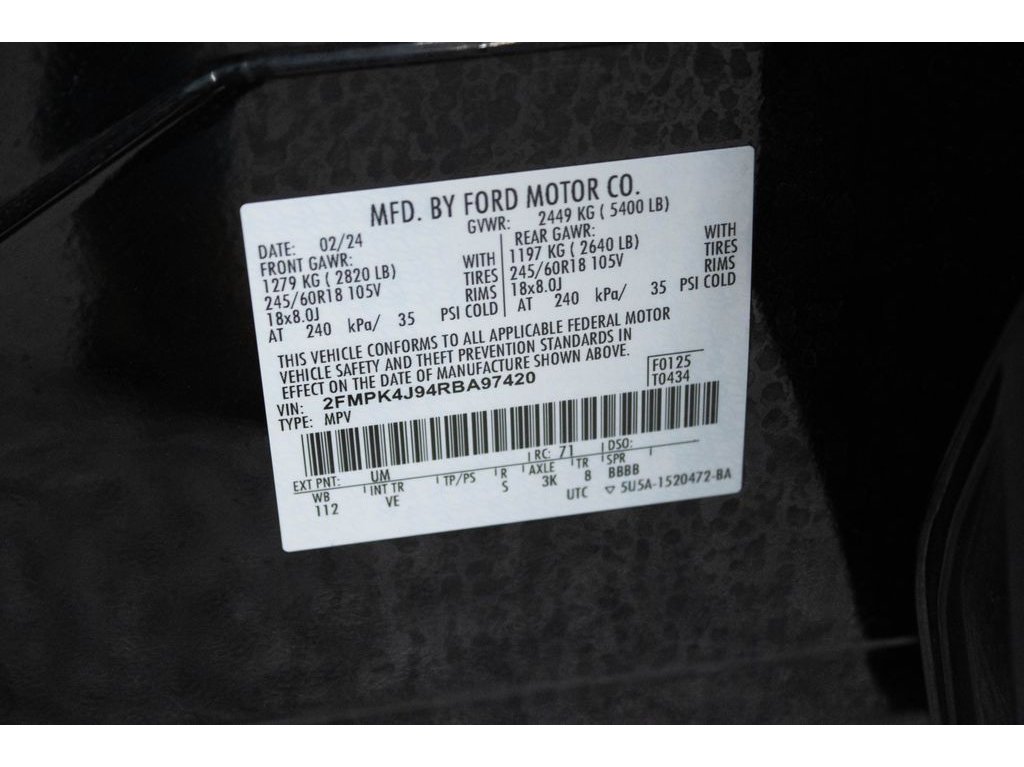 MFD. BY FORD MOTOR CO.
DATE: 02/24 GVWR: 2449 KG ( 5400 LB)
FRONT GAWR: REAR GAWR:
1279 KG ( 2820 LB) WITH 1197 KG ( 2640 LB) WITH
245/60R18 105V TIRES 245/60R18 105V TIRES
18x8.0J RIMS 18x8.0J RIMS
AT 240 kPa/ 35 PSI COLD AT 240 kPa/ 35 PSI COLD
THIS VEHICLE CONFORMS TO ALL APPLICABLE FEDERAL MOTOR
VEHICLE SAFETY AND THEFT PREVENTION STANDARDS IN
EFFECT ON THE DATE OF MANUFACTURE SHOWN ABOVE.
VIN: 2FMPK4J94RBA97420 F0125
TYPE: MPV T0434
EXT PNT: UM RC: 71 DSO:
WB INT TR TP/PS R AXLE TR SPR
112 VE S 3K 8 BBBB
UTC ▽ 5U5A-1520472-BA